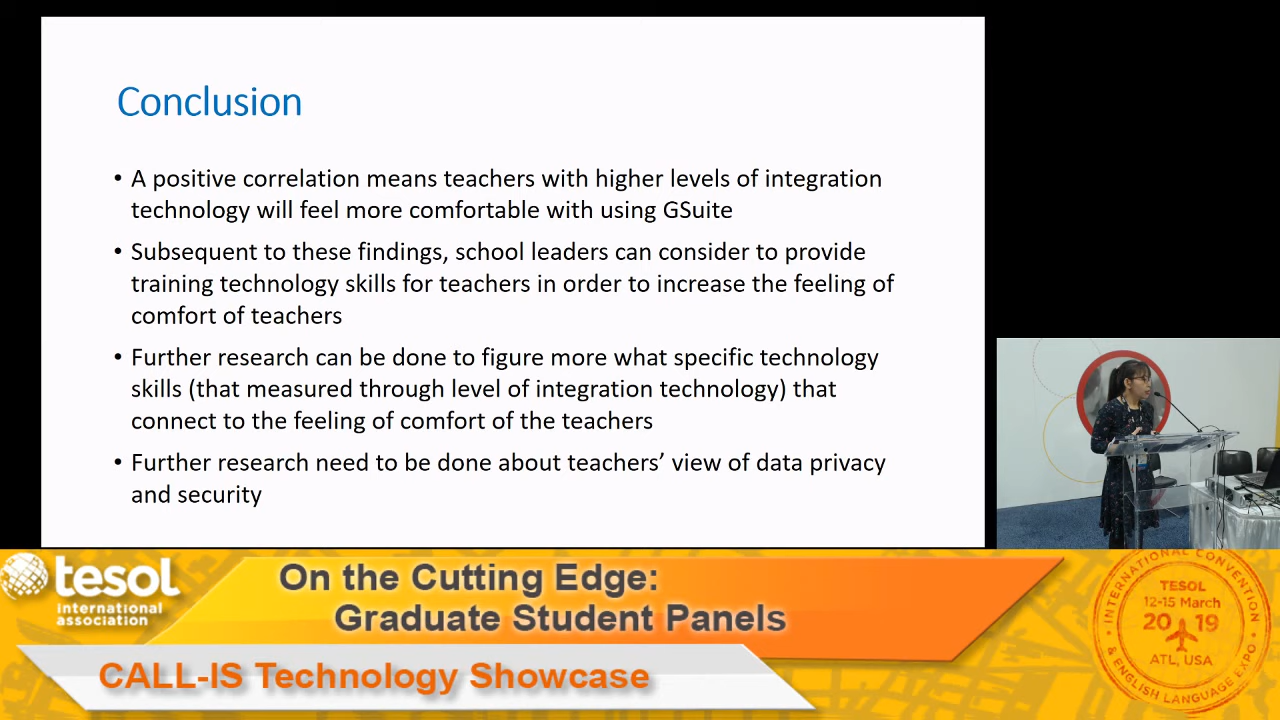 Conclusion
• A positive correlation means teachers with higher levels of integration
technology will feel more comfortable with using GSuite
• Subsequent to these findings, school leaders can consider to provide
training technology skills for teachers in order to increase the feeling of
comfort of teachers
• Further research can be done to figure more what specific technology
skills (that measured through level of integration technology) that
connect to the feeling of comfort of the teachers
• Further research need to be done about teachers’ view of data privacy
and security
tesol
international
association
On the Cutting Edge:
Graduate Student Panels
CALL-IS Technology Showcase
INTERNATIONAL CONVENTION
TESOL
12-15 March
20 19
ATL, USA
& ENGLISH LANGUAGE EXPO